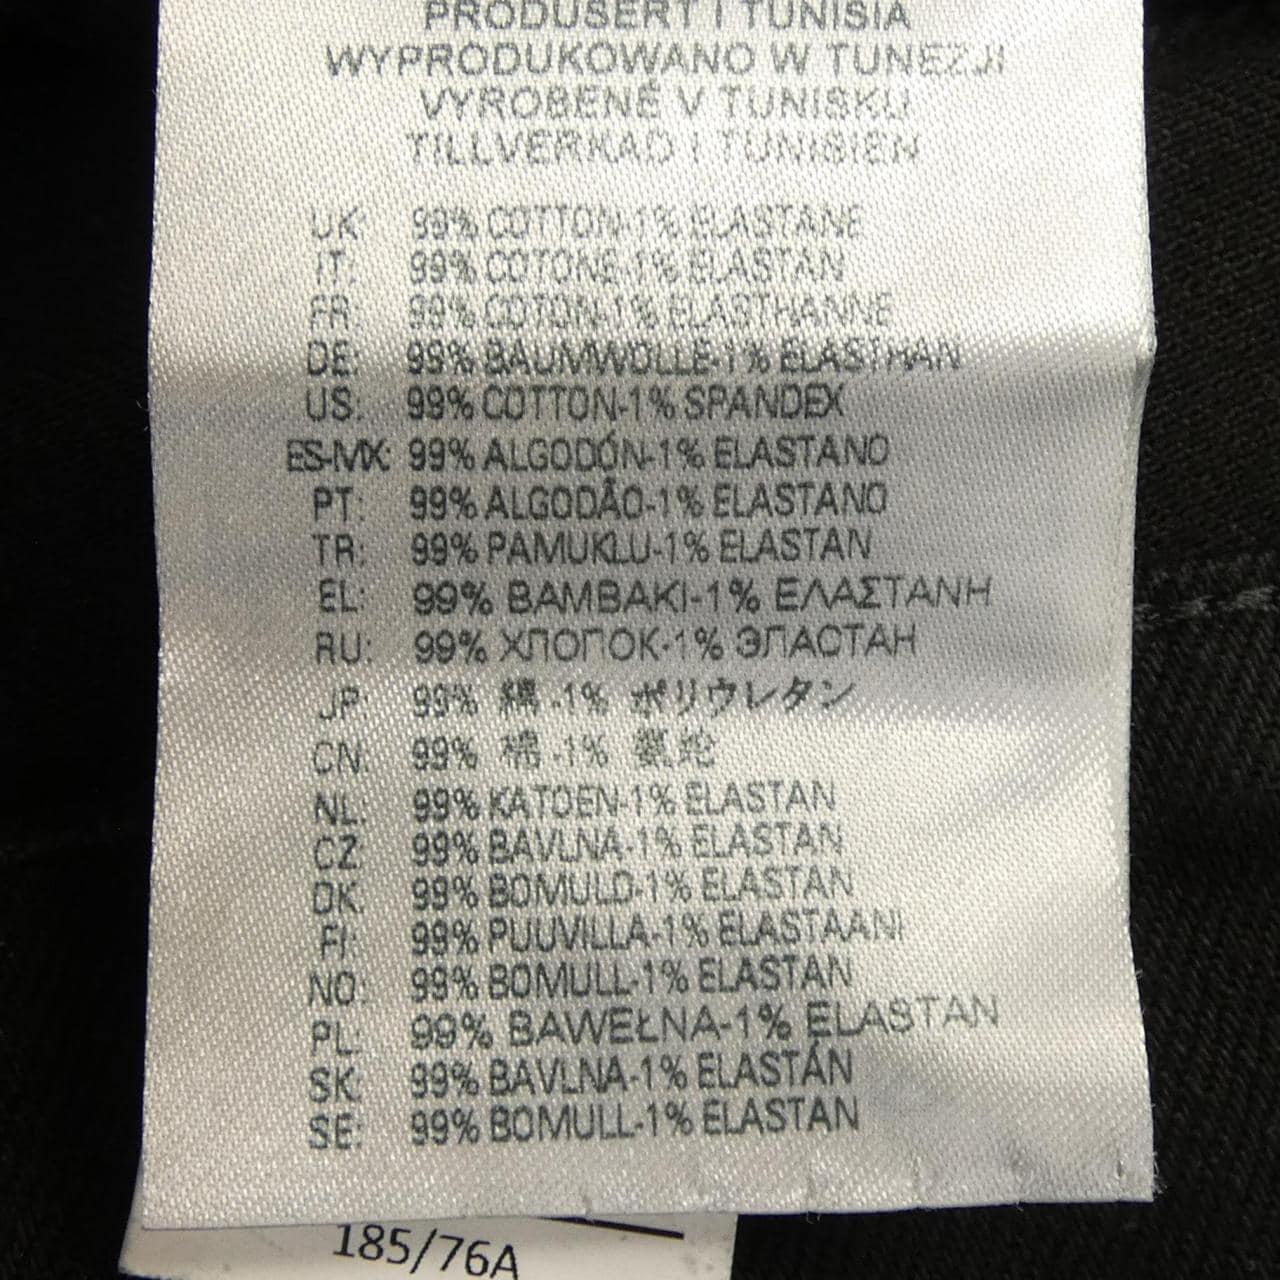 PRODUSERT I TUNISIA
WYPRODUKOWANO W TUNEZJI
VYROBENÉ V TUNISKU
TILLVERKAD I TUNISIEN
UK: 99% COTTON-1% ELASTANE
IT: 99% COTONE-1% ELASTAN
FR: 99% COTON-1% ELASTHANNE
DE: 99% BAUMWOLLE-1% ELASTHAN
US: 99% COTTON-1% SPANDEX
ES-MX: 99% ALGODÓN-1% ELASTANO
PT: 99% ALGODÃO-1% ELASTANO
TR: 99% PAMUKLU-1% ELASTAN
EL: 99% ΒΑΜΒΑΚΙ-1% ΕΛΑΣΤΑΝΗ
RU: 99% ХЛОПОК-1% ЭЛАСТАН
JP: 99% 綿 -1% ポリウレタン
CN: 99% 棉 -1% 氨纶
NL: 99% KATOEN-1% ELASTAN
CZ 99% BAVLNA-1% ELASTAN
DK 99% BOMULD-1% ELASTAN
FI: 99% PUUVILLA-1% ELASTAANI
NO: 99% BOMULL-1% ELASTAN
PL: 99% BAWEŁNA-1% ELASTAN
SK: 99% BAVLNA-1% ELASTÁN
SE: 99% BOMULL-1% ELASTAN
185/76A